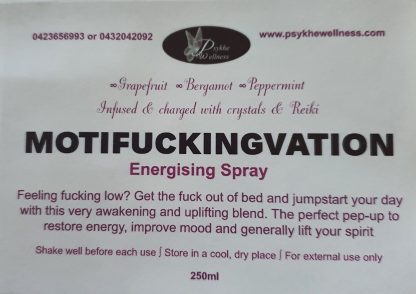 0423656993 or 0432042092
Psykhe
Wellness
www.psykhewellness.com
∞Grapefruit ∞Bergamot ∞Peppermint
Infused & charged with crystals & Reiki
MOTIFUCKINGVATION
Energising Spray
Feeling fucking low? Get the fuck out of bed and jumpstart your day
with this very awakening and uplifting blend. The perfect pep-up to
restore energy, improve mood and generally lift your spirit
Shake well before each use ∫ Store in a cool, dry place ∫ For external use only
250ml